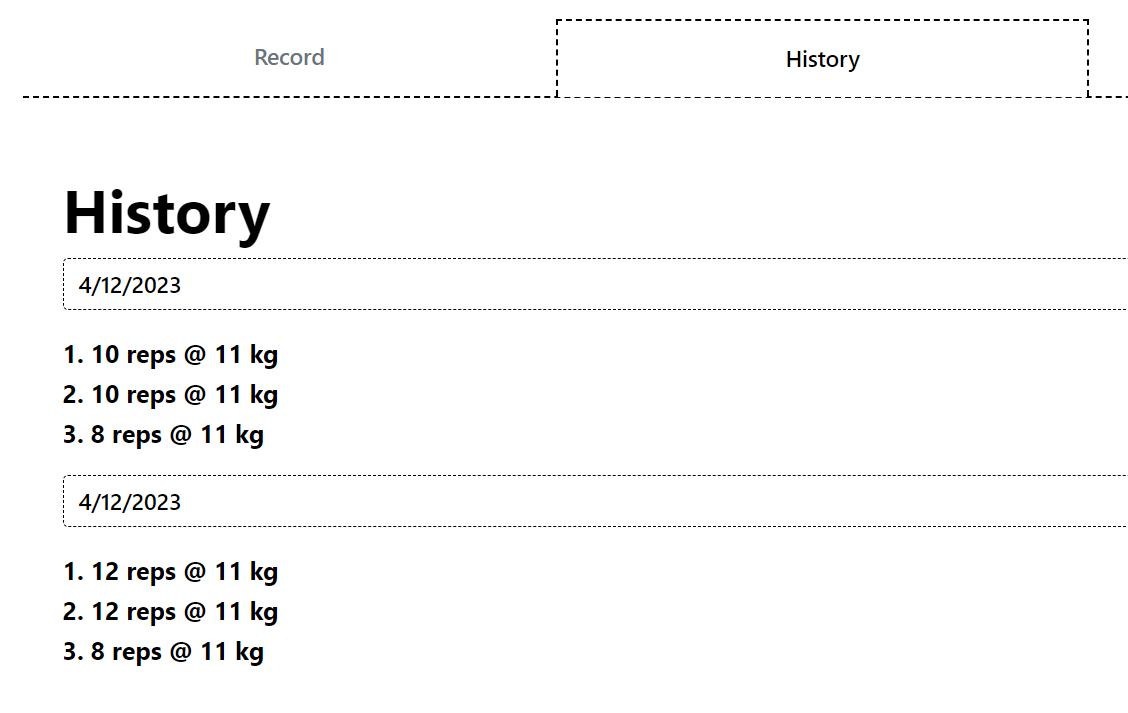 Record
History
History
4/12/2023
1. 10 reps @ 11 kg
2. 10 reps @ 11 kg
3. 8 reps @ 11 kg
4/12/2023
1. 12 reps @ 11 kg
2. 12 reps @ 11 kg
3. 8 reps @ 11 kg